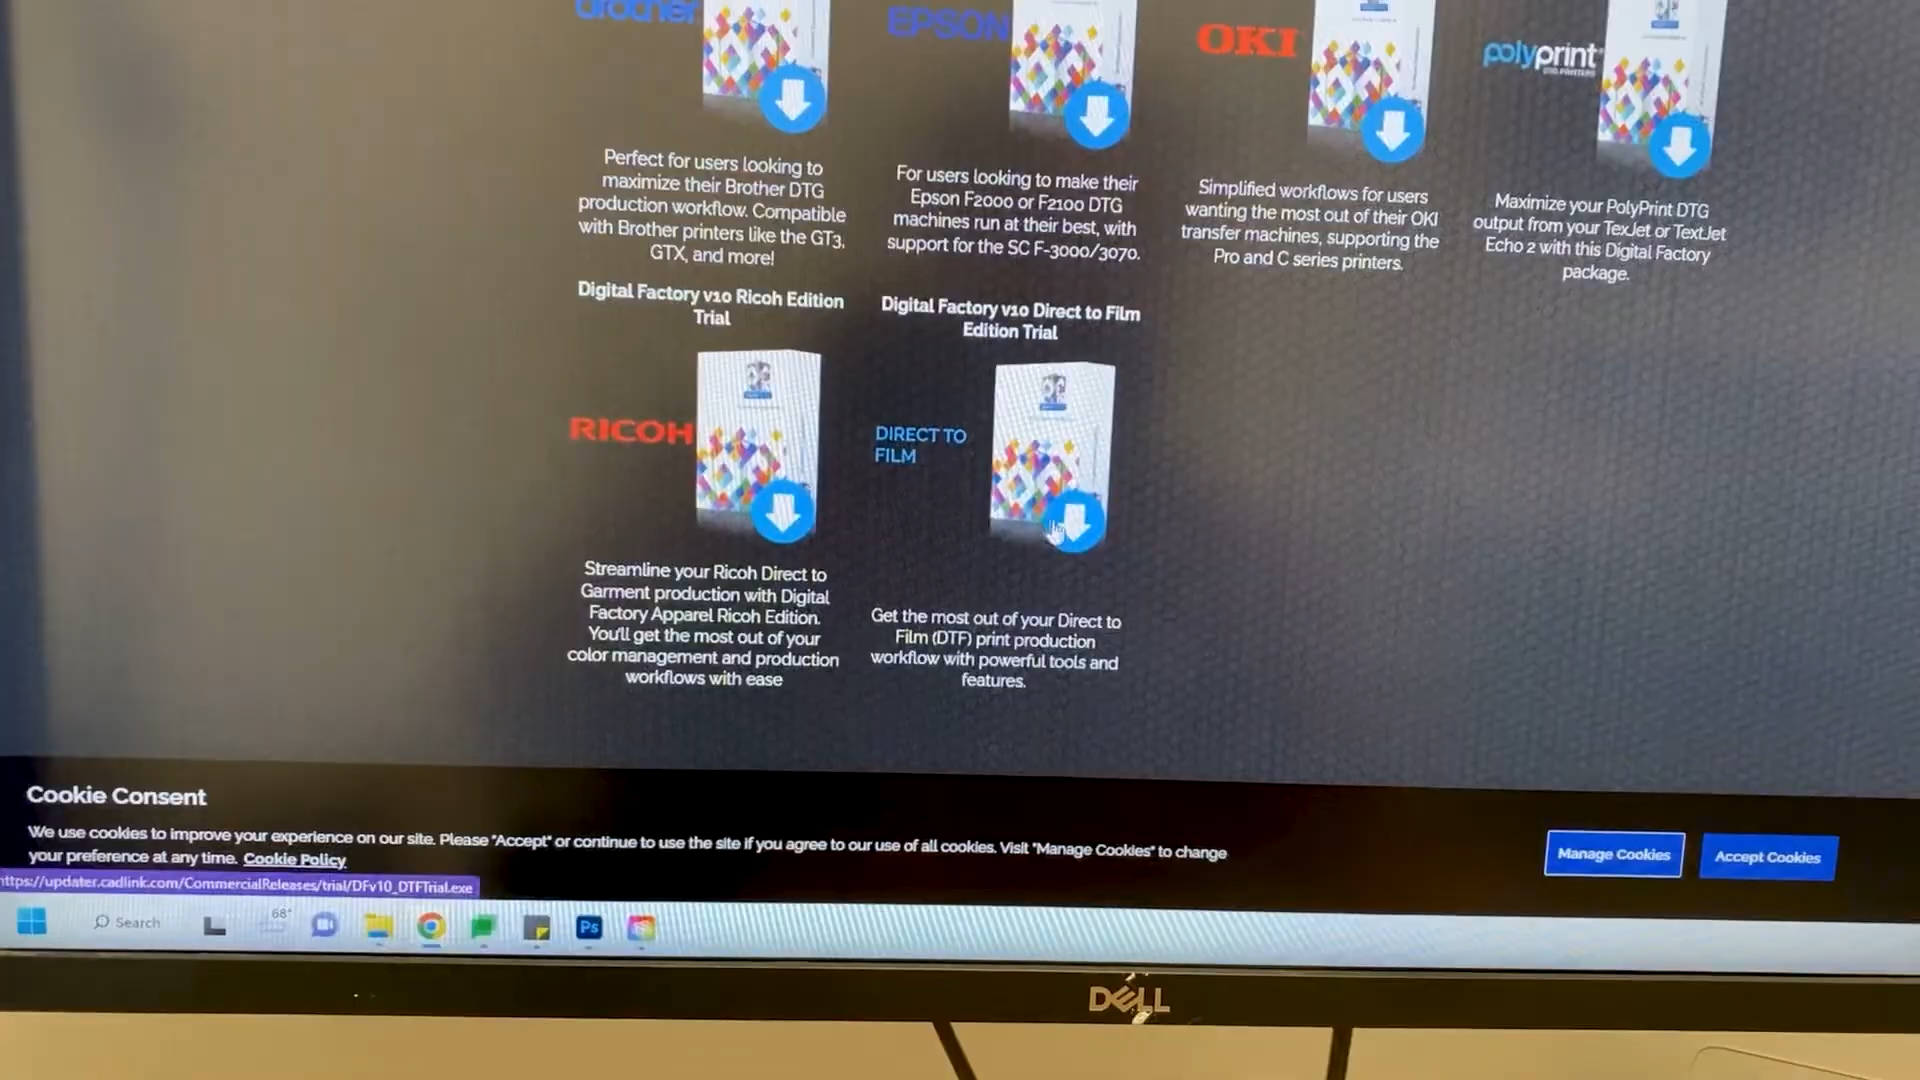 brother
EPSON
OKI
polyprint
DTG PRINTERS
Perfect for users looking to
maximize their Brother DTG
production workflow. Compatible
with Brother printers like the GT3,
GTX, and more!
For users looking to make their
Epson F2000 or F2100 DTG
machines run at their best, with
support for the SC F-3000/3070.
Simplified workflows for users
wanting the most out of their OKI
transfer machines, supporting the
Pro and C series printers.
Maximize your PolyPrint DTG
output from your TexJet or TextJet
Echo 2 with this Digital Factory
package.
Digital Factory v10 Ricoh Edition
Trial
Digital Factory v10 Direct to Film
Edition Trial
RICOH
DIRECT TO
FILM
Streamline your Ricoh Direct to
Garment production with Digital
Factory Apparel Ricoh Edition.
You'll get the most out of your
color management and production
workflows with ease
Get the most out of your Direct to
Film (DTF) print production
workflow with powerful tools and
features.
Cookie Consent
We use cookies to improve your experience on our site. Please "Accept" or continue to use the site if you agree to our use of all cookies. Visit "Manage Cookies" to change
your preference at any time. Cookie Policy
Manage Cookies
Accept Cookies
https://updater.cadlink.com/CommercialReleases/trial/DFv10_DTFTrial.exe
Search
68°
Ps
DELL